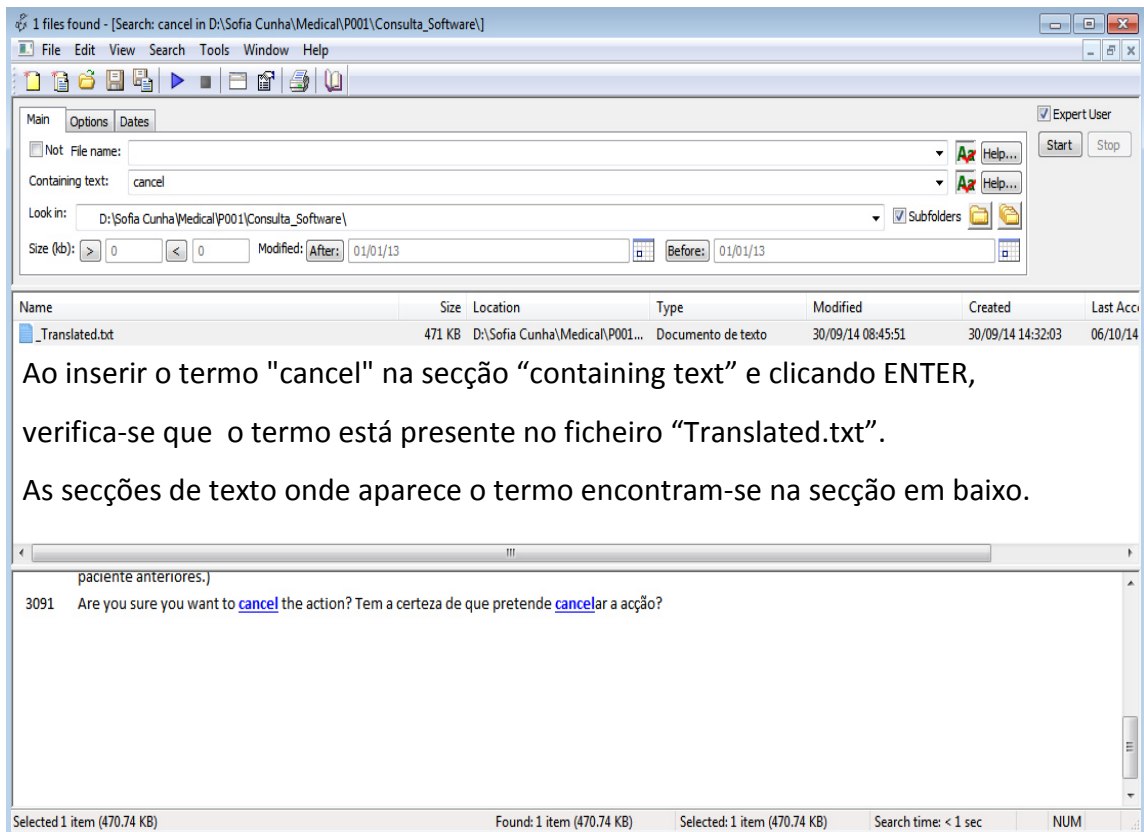 1 files found - [Search: cancel in D:\Sofia Cunha\Medical\P001\Consulta_Software\]
File Edit View Search Tools Window Help
Main Options Dates
Expert User
Not File name: Help... Start Stop
Containing text: cancel Help...
Look in: D:\Sofia Cunha\Medical\P001\Consulta_Software\ Subfolders
Size (kb): > 0 < 0 Modified: After: 01/01/13 Before: 01/01/13
Name Size Location Type Modified Created Last Acc
_Translated.txt 471 KB D:\Sofia Cunha\Medical\P001... Documento de texto 30/09/14 08:45:51 30/09/14 14:32:03 06/10/14
Ao inserir o termo "cancel" na secção “containing text” e clicando ENTER,
verifica-se que o termo está presente no ficheiro “Translated.txt”.
As secções de texto onde aparece o termo encontram-se na secção em baixo.
paciente anteriores.)
3091 Are you sure you want to cancel the action? Tem a certeza de que pretende cancelar a acção?
Selected 1 item (470.74 KB) Found: 1 item (470.74 KB) Selected: 1 item (470.74 KB) Search time: < 1 sec NUM